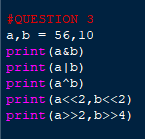 #QUESTION 3
a,b = 56,10
print(a&b)
print(a|b)
print(a^b)
print(a<<2,b<<2)
print(a>>2,b>>4)